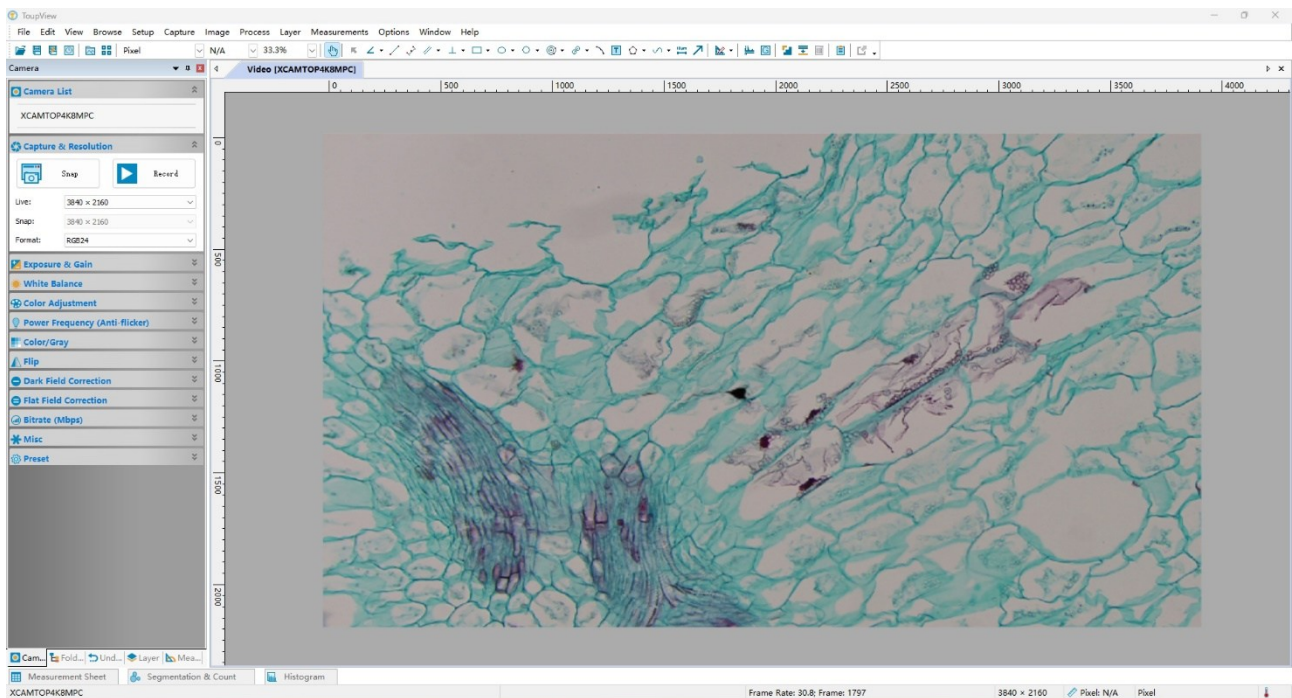 ToupView
File Edit View Browse Setup Capture Image Process Layer Measurements Options Window Help
Pixel N/A 33.3%
Camera
Video [XCAMTOP4K8MPC]
Camera List
XCAMTOP4K8MPC
Capture & Resolution
Snap Record
Live: 3840 × 2160
Snap: 3840 × 2160
Format: RGB24
Exposure & Gain
White Balance
Color Adjustment
Power Frequency (Anti-flicker)
Color/Gray
Flip
Dark Field Correction
Flat Field Correction
Bitrate (Mbps)
Misc
Preset
0 500 1000 1500 2000 2500 3000 3500 4000
0
500
1000
1500
2000
Cam... Fold... Und... Layer Mea...
Measurement Sheet Segmentation & Count Histogram
XCAMTOP4K8MPC Frame Rate: 30.8; Frame: 1797 3840 × 2160 Pixel: N/A Pixel